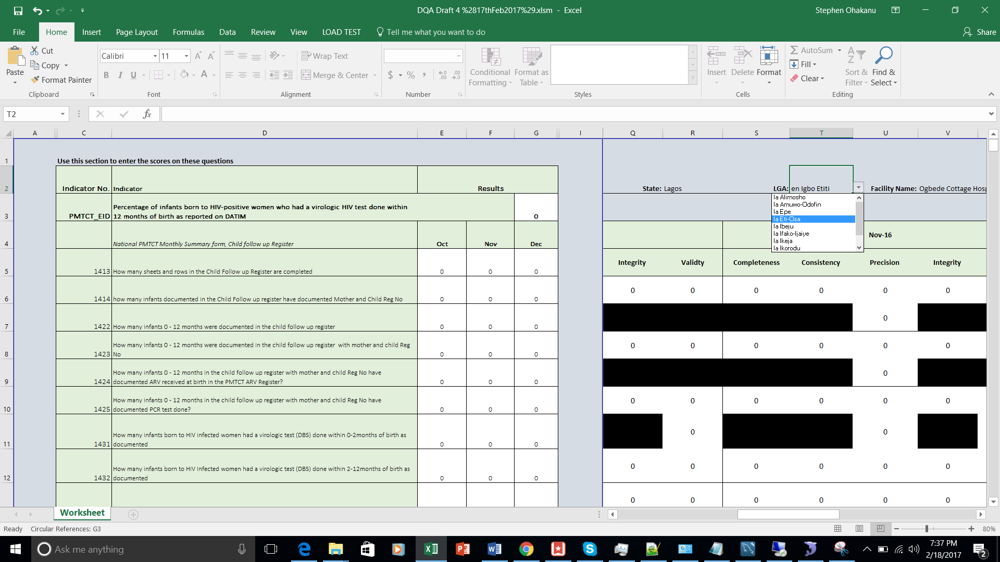 DQA Draft 4 %2817thFeb2017%29.xlsm - Excel
Stephen Ohakanu
File Home Insert Page Layout Formulas Data Review View LOAD TEST Tell me what you want to do Share
Paste
Cut
Copy
Format Painter
Clipboard
Calibri 11
B I U
Font
Wrap Text
Merge & Center
Alignment
$ % ,
Number
Conditional Formatting
Format as Table
Styles
Insert Delete Format
Cells
AutoSum
Fill
Clear
Sort & Filter
Find & Select
Editing
T2 fx
A C D E F G I Q R S T U V
1 Use this section to enter the scores on these questions
2 Indicator No. Indicator Results State: Lagos LGA: en Igbo Etiti Facility Name: Ogbede Cottage Hosp
la Alimosho
la Amuwo-Odofin
la Epe
la Eti-Osa
la Ibeju
la Ifako-Ijaiye
la Ikeja
la Ikorodu
3 PMTCT_EID Percentage of infants born to HIV-positive women who had a virologic HIV test done within
12 months of birth as reported on DATIM 0
4 National PMTCT Monthly Summary form, Child follow up Register Oct Nov Dec Nov-16
Integrity Validty Completeness Consistency Precision Integrity
5 1413 How many sheets and rows in the Child Follow up Register are completed 0 0 0
6 1414 how many infants documented in the Child Follow up register have documented Mother and Child Reg No 0 0 0 0 0 0 0 0 0
7 1422 How many infants 0 - 12 months were documented in the child follow up register 0 0 0 0
8 1423 How many infants 0 - 12 months were documented in the child follow up register with mother and child Reg
No 0 0 0 0 0 0 0 0 0
9 1424 How many infants 0 - 12 months in the child follow up register with mother and child Reg No have
documented ARV received at birth in the PMTCT ARV Register? 0 0 0 0
10 1425 How many infants 0 - 12 months in the child follow up register with mother and child Reg No have
documented PCR test done? 0 0 0 0 0 0 0 0 0
11 1431 How many infants born to HIV infected women had a virologic test (DBS) done within 0-2months of birth as
documented 0 0 0 0 0
12 1432 How many infants born to HIV Infected women had a virologic test (DBS) done within 2-12months of birth as
documented 0 0 0 0 0 0 0 0 0
0 0 0 0 0 0
Worksheet
Ready Circular References: G3 80%
Ask me anything
7:37 PM
2/18/2017
2